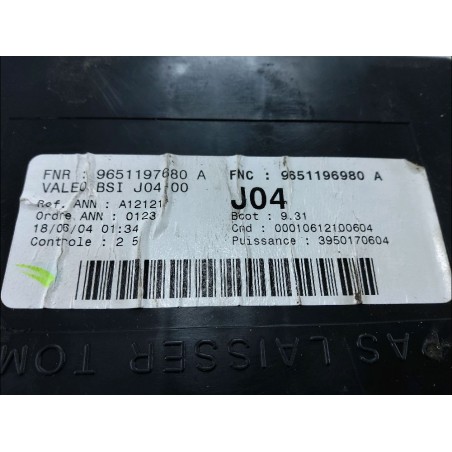 FNR : 9651197680 A FNC : 9651196980 A
VALEO BSI J04-00 J04
Ref. ANN : A12121 Boot : 9.31
Ordre ANN : 0123 Cmd : 00010612100604
18/06/04 01:34 Puissance : 3950170604
Controle : 2 5
PAS LAISSER TOM